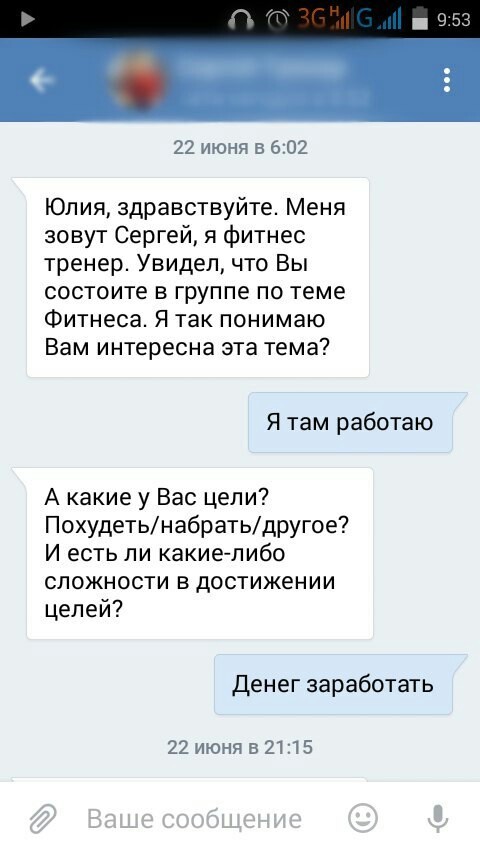 3G H G 9:53
22 июня в 6:02
Юлия, здравствуйте. Меня
зовут Сергей, я фитнес
тренер. Увидел, что Вы
состоите в группе по теме
Фитнеса. Я так понимаю
Вам интересна эта тема?
Я там работаю
А какие у Вас цели?
Похудеть/набрать/другое?
И есть ли какие-либо
сложности в достижении
целей?
Денег заработать
22 июня в 21:15
Ваше сообщение